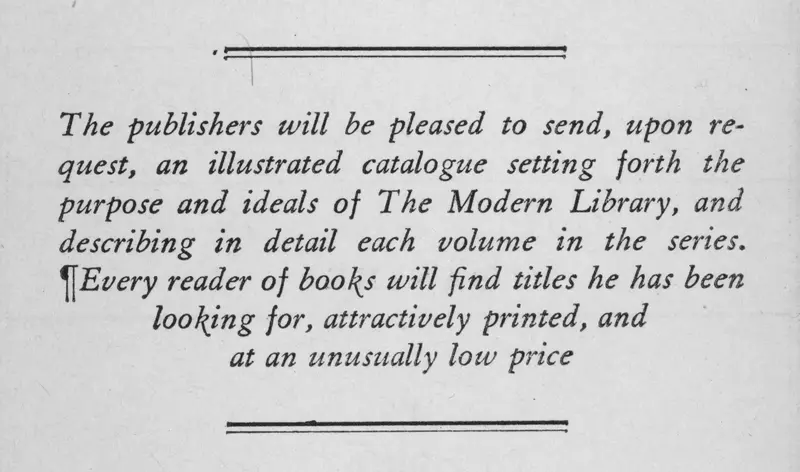 The publishers will be pleased to send, upon re-
quest, an illustrated catalogue setting forth the
purpose and ideals of The Modern Library, and
describing in detail each volume in the series.
¶Every reader of books will find titles he has been
looking for, attractively printed, and
at an unusually low price